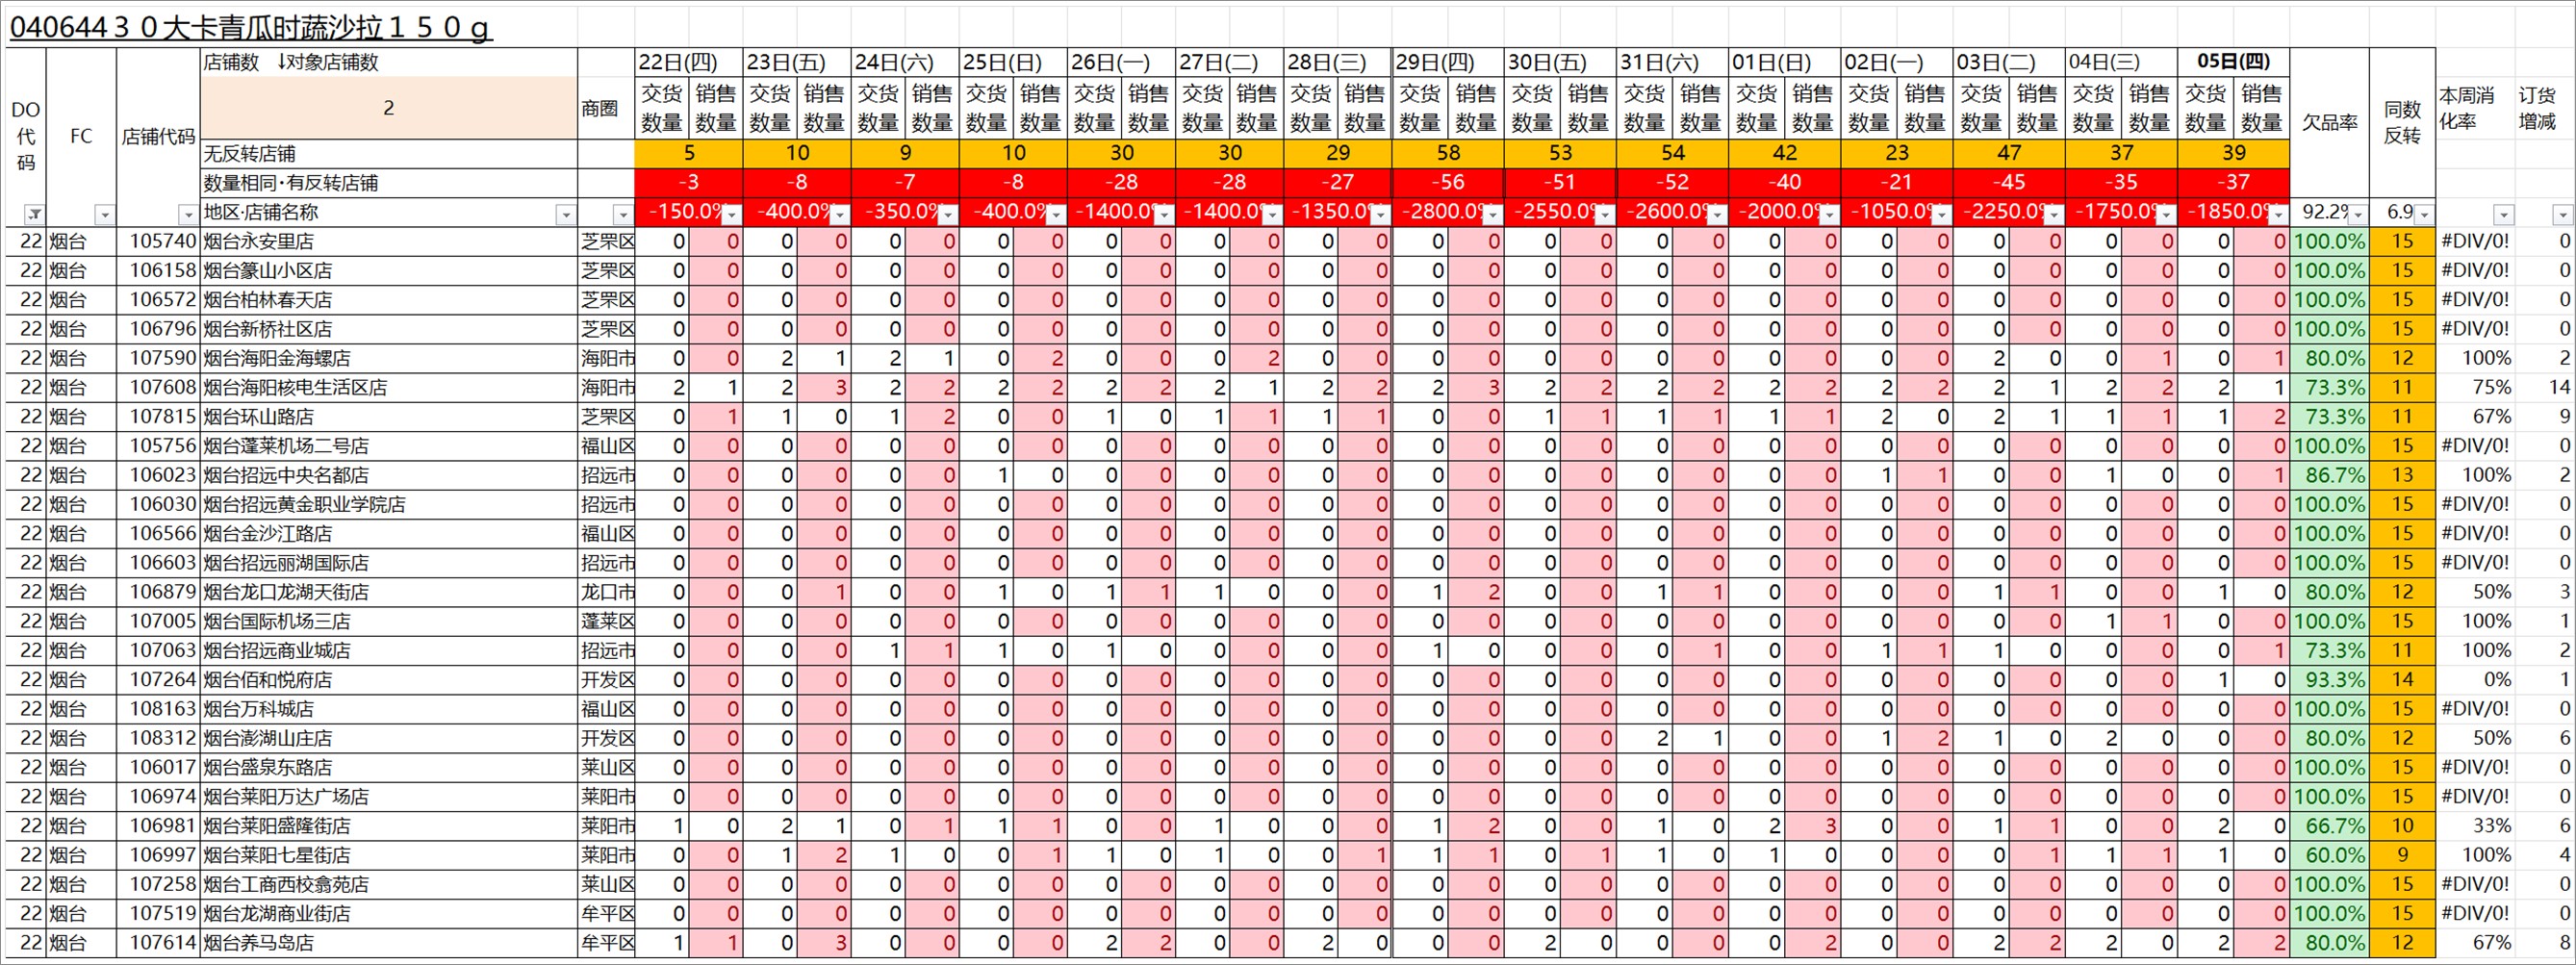 0406443０大卡青瓜时蔬沙拉１５０g
店铺数 ↓对象店铺数 22日(四) 23日(五) 24日(六) 25日(日) 26日(一) 27日(二) 28日(三) 29日(四) 30日(五) 31日(六) 01日(日) 02日(一) 03日(二) 04日(三) 05日(四)
DO代码 FC 店铺代码 2 商圈 交货数量 销售数量 交货数量 销售数量 交货数量 销售数量 交货数量 销售数量 交货数量 销售数量 交货数量 销售数量 交货数量 销售数量 交货数量 销售数量 交货数量 销售数量 交货数量 销售数量 交货数量 销售数量 交货数量 销售数量 交货数量 销售数量 交货数量 销售数量 交货数量 销售数量 欠品率 同数反转 本周消化率 订货增减
无反转店铺 5 10 9 10 30 30 29 58 53 54 42 23 47 37 39
数量相同·有反转店铺 -3 -8 -7 -8 -28 -28 -27 -56 -51 -52 -40 -21 -45 -35 -37
地区·店铺名称 -150.0% -400.0% -350.0% -400.0% -1400.0% -1400.0% -1350.0% -2800.0% -2550.0% -2600.0% -2000.0% -1050.0% -2250.0% -1750.0% -1850.0% 92.2% 6.9
22 烟台 105740 烟台永安里店 芝罘区 0 0 0 0 0 0 0 0 0 0 0 0 0 0 0 0 0 0 0 0 0 0 0 0 0 0 0 0 0 0 100.0% 15 #DIV/0! 0
22 烟台 106158 烟台篆山小区店 芝罘区 0 0 0 0 0 0 0 0 0 0 0 0 0 0 0 0 0 0 0 0 0 0 0 0 0 0 0 0 0 0 100.0% 15 #DIV/0! 0
22 烟台 106572 烟台柏林春天店 芝罘区 0 0 0 0 0 0 0 0 0 0 0 0 0 0 0 0 0 0 0 0 0 0 0 0 0 0 0 0 0 0 100.0% 15 #DIV/0! 0
22 烟台 106796 烟台新桥社区店 芝罘区 0 0 0 0 0 0 0 0 0 0 0 0 0 0 0 0 0 0 0 0 0 0 0 0 0 0 0 0 0 0 100.0% 15 #DIV/0! 0
22 烟台 107590 烟台海阳金海螺店 海阳市 0 0 2 1 2 1 0 2 0 0 0 2 0 0 0 0 0 0 0 0 0 0 0 0 2 0 0 1 0 1 80.0% 12 100% 2
22 烟台 107608 烟台海阳核电生活区店 海阳市 2 1 2 3 2 2 2 2 2 2 2 1 2 2 2 3 2 2 2 2 2 2 2 2 2 1 2 2 2 1 73.3% 11 75% 14
22 烟台 107815 烟台环山路店 芝罘区 0 1 1 0 1 2 0 0 1 0 1 1 1 1 0 0 1 1 1 1 1 1 2 0 2 1 1 1 1 2 73.3% 11 67% 9
22 烟台 105756 烟台蓬莱机场二号店 福山区 0 0 0 0 0 0 0 0 0 0 0 0 0 0 0 0 0 0 0 0 0 0 0 0 0 0 0 0 0 0 100.0% 15 #DIV/0! 0
22 烟台 106023 烟台招远中央名都店 招远市 0 0 0 0 0 0 1 0 0 0 0 0 0 0 0 0 0 0 0 0 0 0 1 1 0 0 1 0 0 1 86.7% 13 100% 2
22 烟台 106030 烟台招远黄金职业学院店 招远市 0 0 0 0 0 0 0 0 0 0 0 0 0 0 0 0 0 0 0 0 0 0 0 0 0 0 0 0 0 0 100.0% 15 #DIV/0! 0
22 烟台 106566 烟台金沙江路店 福山区 0 0 0 0 0 0 0 0 0 0 0 0 0 0 0 0 0 0 0 0 0 0 0 0 0 0 0 0 0 0 100.0% 15 #DIV/0! 0
22 烟台 106603 烟台招远丽湖国际店 招远市 0 0 0 0 0 0 0 0 0 0 0 0 0 0 0 0 0 0 0 0 0 0 0 0 0 0 0 0 0 0 100.0% 15 #DIV/0! 0
22 烟台 106879 烟台龙口龙湖天街店 龙口市 0 0 0 1 0 0 1 0 1 1 1 0 0 0 1 2 0 0 1 1 0 0 0 0 1 1 0 0 1 0 80.0% 12 50% 3
22 烟台 107005 烟台国际机场三店 蓬莱区 0 0 0 0 0 0 0 0 0 0 0 0 0 0 0 0 0 0 0 0 0 0 0 0 0 0 1 1 0 0 100.0% 15 100% 1
22 烟台 107063 烟台招远商业城店 招远市 0 0 0 0 1 1 1 0 1 0 0 0 0 0 1 0 0 0 0 1 0 0 1 1 1 0 0 0 0 1 73.3% 11 100% 2
22 烟台 107264 烟台佰和悦府店 开发区 0 0 0 0 0 0 0 0 0 0 0 0 0 0 0 0 0 0 0 0 0 0 0 0 0 0 0 0 1 0 93.3% 14 0% 1
22 烟台 108163 烟台万科城店 福山区 0 0 0 0 0 0 0 0 0 0 0 0 0 0 0 0 0 0 0 0 0 0 0 0 0 0 0 0 0 0 100.0% 15 #DIV/0! 0
22 烟台 108312 烟台澎湖山庄店 开发区 0 0 0 0 0 0 0 0 0 0 0 0 0 0 0 0 0 0 2 1 0 0 1 2 1 0 2 0 0 0 80.0% 12 50% 6
22 烟台 106017 烟台盛泉东路店 莱山区 0 0 0 0 0 0 0 0 0 0 0 0 0 0 0 0 0 0 0 0 0 0 0 0 0 0 0 0 0 0 100.0% 15 #DIV/0! 0
22 烟台 106974 烟台莱阳万达广场店 莱阳市 0 0 0 0 0 0 0 0 0 0 0 0 0 0 0 0 0 0 0 0 0 0 0 0 0 0 0 0 0 0 100.0% 15 #DIV/0! 0
22 烟台 106981 烟台莱阳盛隆街店 莱阳市 1 0 2 1 0 1 1 1 0 0 1 0 0 0 1 2 0 0 1 0 2 3 0 0 1 1 0 0 2 0 66.7% 10 33% 6
22 烟台 106997 烟台莱阳七星街店 莱阳市 0 0 1 2 1 0 0 1 1 0 1 0 0 1 1 1 0 1 1 0 1 0 0 0 0 1 1 1 1 0 60.0% 9 100% 4
22 烟台 107258 烟台工商西校翕苑店 莱山区 0 0 0 0 0 0 0 0 0 0 0 0 0 0 0 0 0 0 0 0 0 0 0 0 0 0 0 0 0 0 100.0% 15 #DIV/0! 0
22 烟台 107519 烟台龙湖商业街店 牟平区 0 0 0 0 0 0 0 0 0 0 0 0 0 0 0 0 0 0 0 0 0 0 0 0 0 0 0 0 0 0 100.0% 15 #DIV/0! 0
22 烟台 107614 烟台养马岛店 牟平区 1 1 0 3 0 0 0 0 2 2 0 0 2 0 0 0 2 0 0 0 0 2 0 0 2 2 2 0 2 2 80.0% 12 67% 8